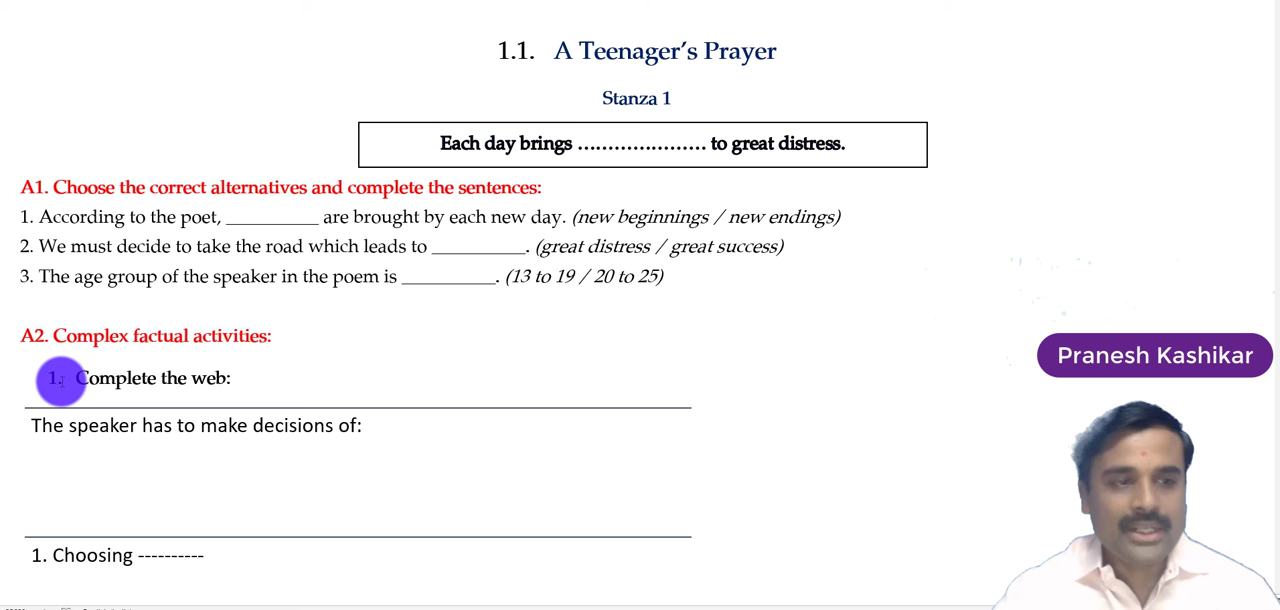 1.1. A Teenager's Prayer
Stanza 1
Each day brings ..................... to great distress.
A1. Choose the correct alternatives and complete the sentences:
1. According to the poet, __________ are brought by each new day. (new beginnings / new endings)
2. We must decide to take the road which leads to __________. (great distress / great success)
3. The age group of the speaker in the poem is __________. (13 to 19 / 20 to 25)
A2. Complex factual activities:
1. Complete the web:
The speaker has to make decisions of:
1. Choosing ----------
Pranesh Kashikar